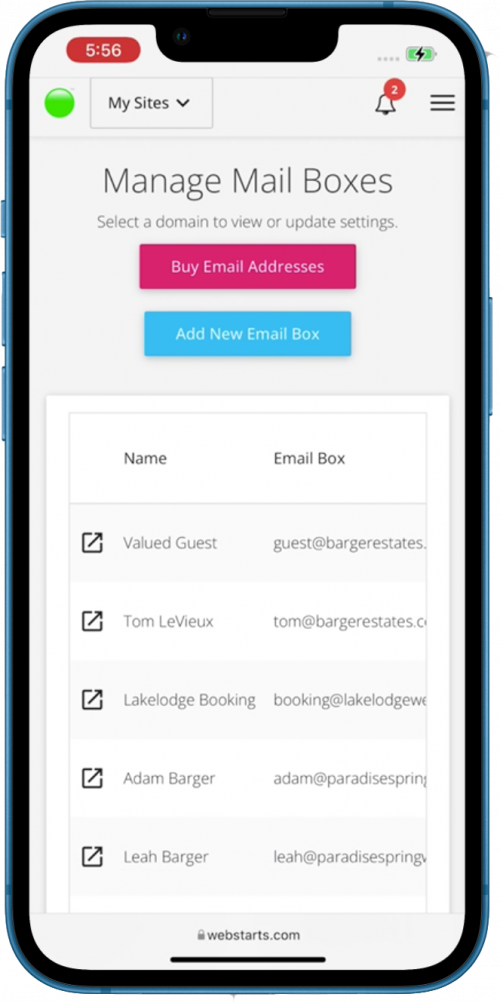 5:56
My Sites
2
Manage Mail Boxes
Select a domain to view or update settings.
Buy Email Addresses
Add New Email Box
Name Email Box
Valued Guest guest@bargerestates.
Tom LeVieux tom@bargerestates.c
Lakelodge Booking booking@lakelodgewe
Adam Barger adam@paradisespring
Leah Barger leah@paradisespring
webstarts.com